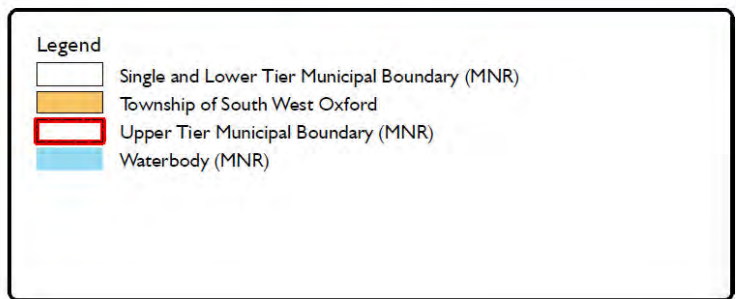 Legend
Single and Lower Tier Municipal Boundary (MNR)
Township of South West Oxford
Upper Tier Municipal Boundary (MNR)
Waterbody (MNR)